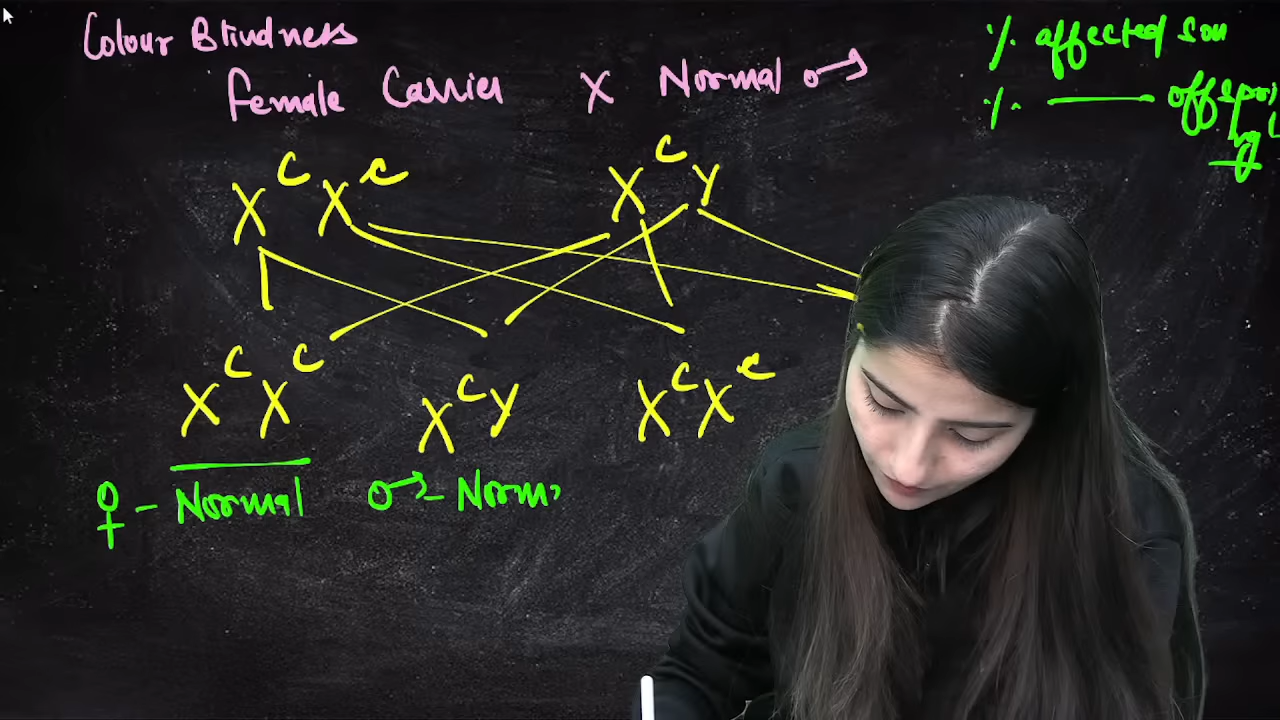 Colour Blindness
Female Carrier X Normal ♂
% affected son
% —— offspring
X^C X^c
X^C Y
X^C X^C
X^C Y
X^C X^c
♀ - Normal
♂ - Norm